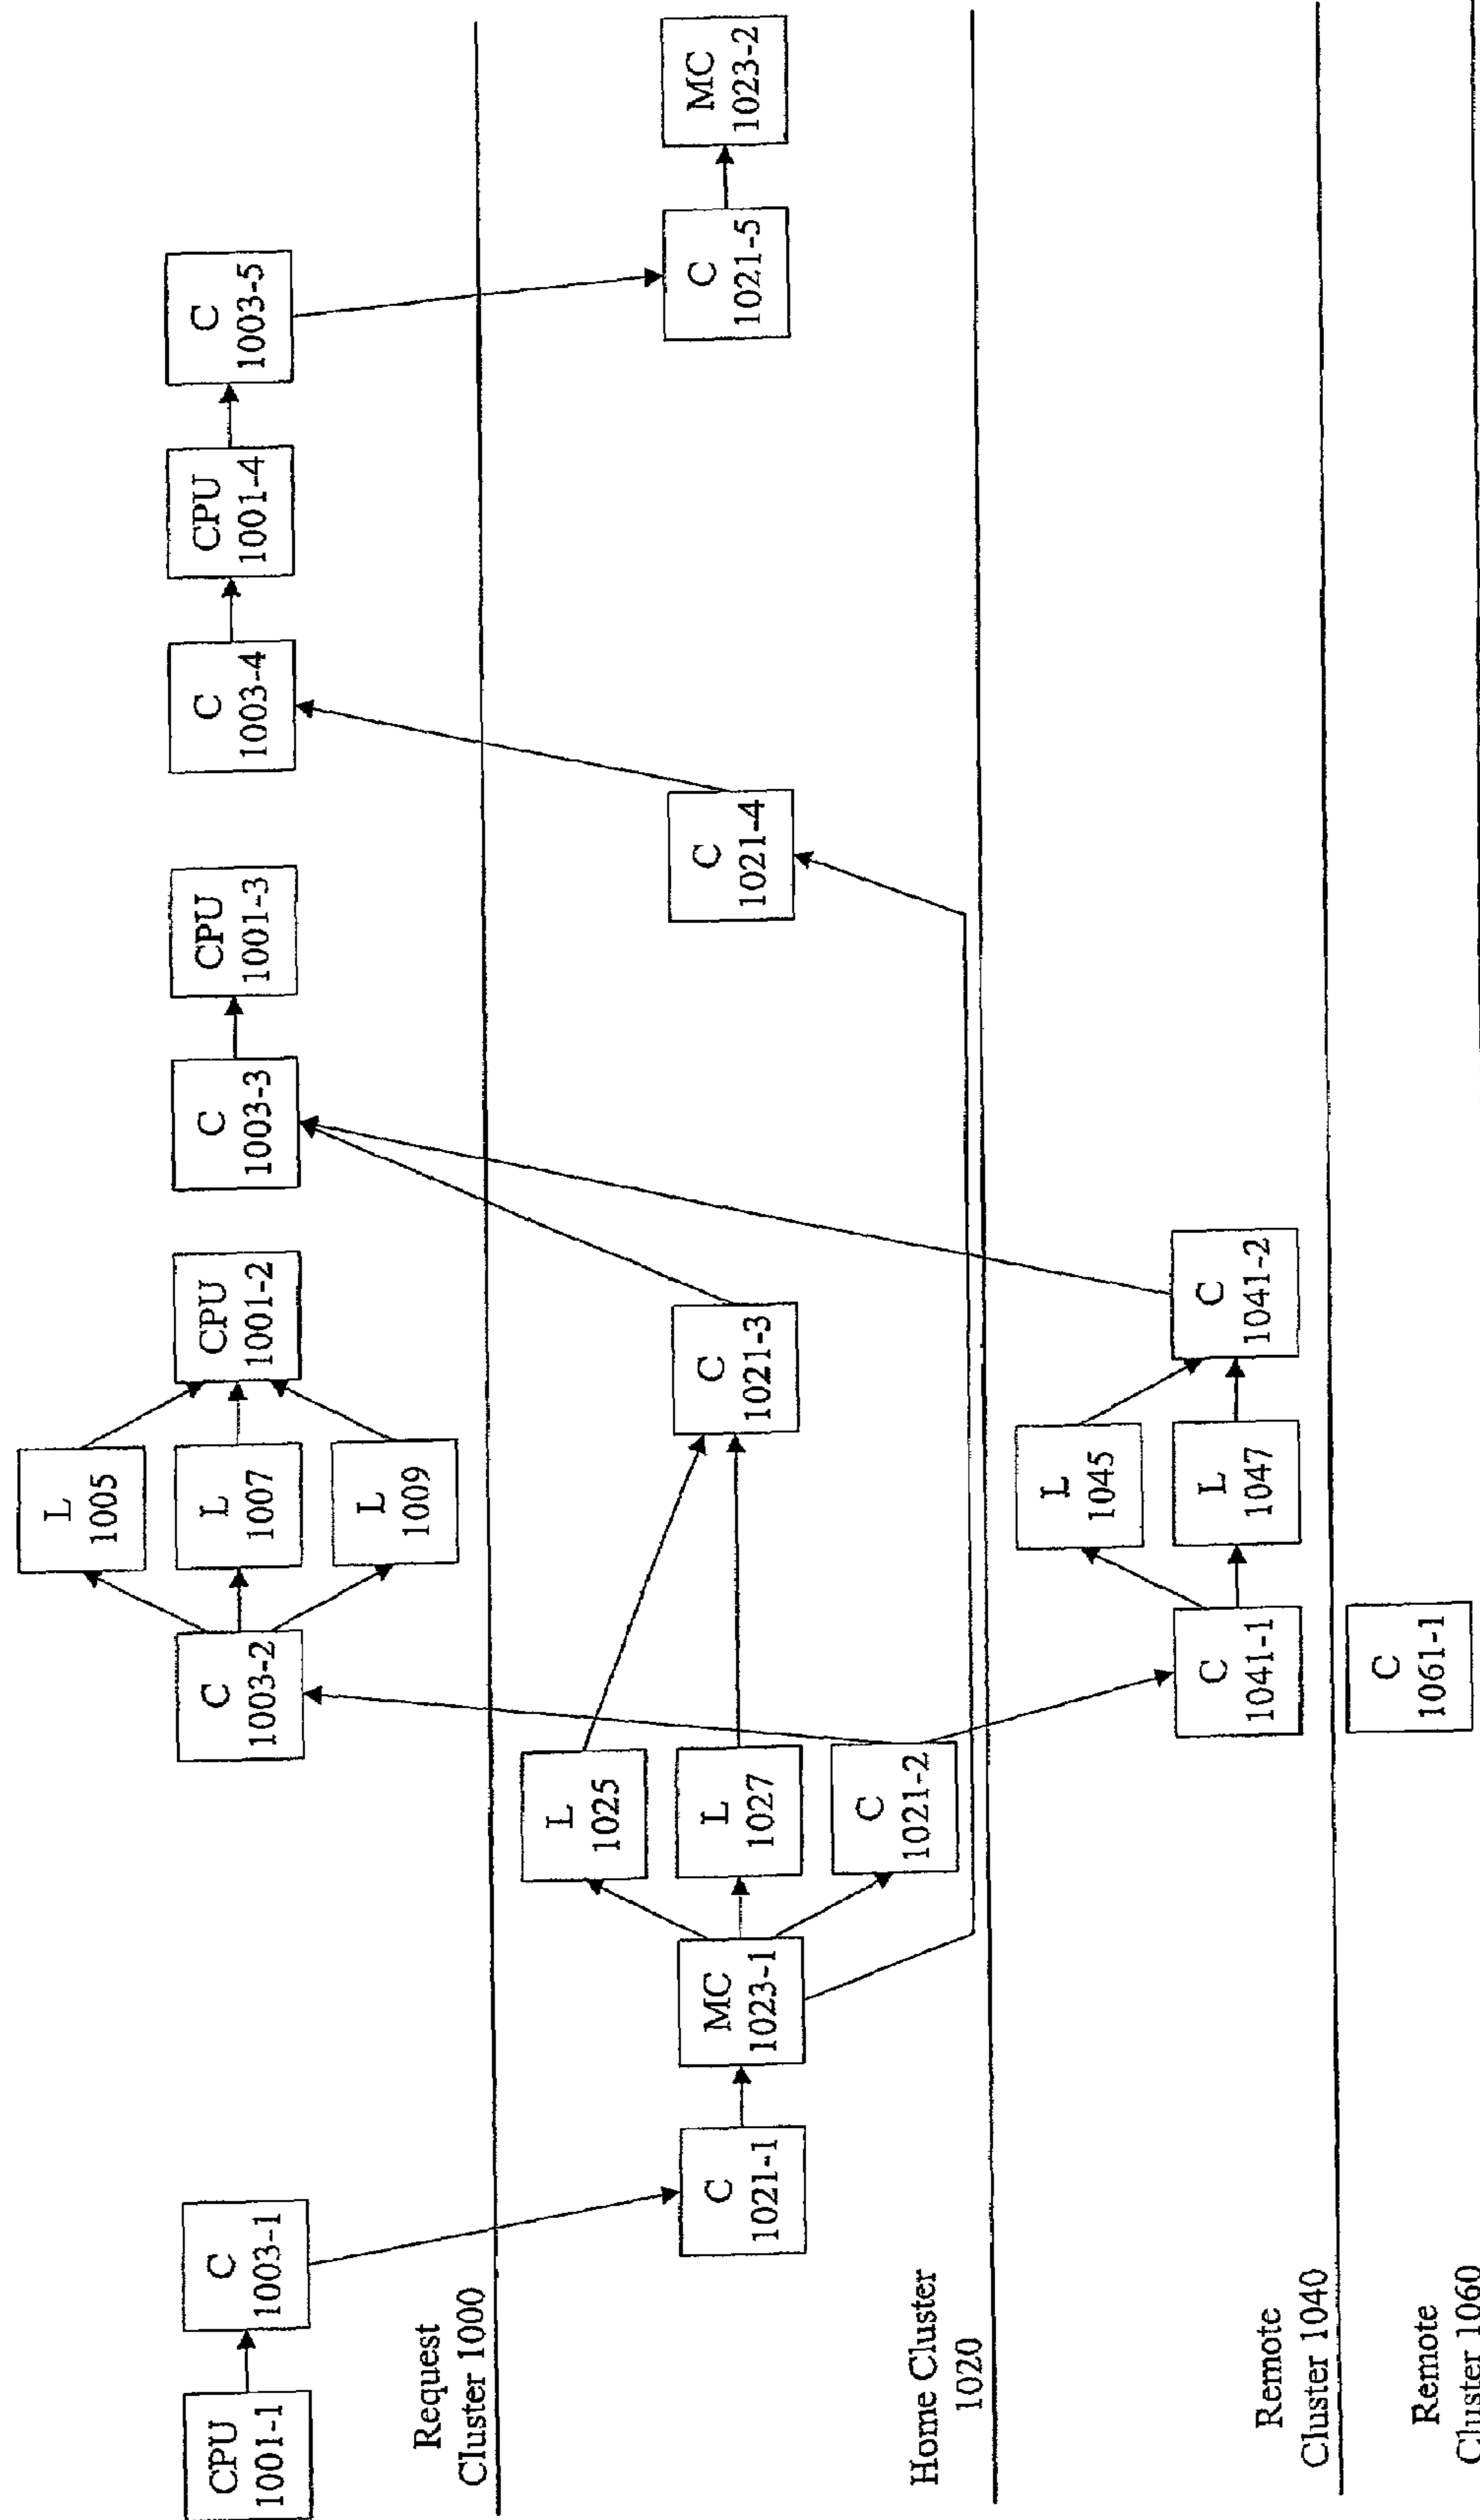 CPU
1001-1
C
1003-1
C
1003-2
L
1005
L
1007
L
1009
CPU
1001-2
C
1003-3
CPU
1001-3
C
1003-4
CPU
1001-4
C
1003-5
Request
Cluster 1000
C
1021-1
MC
1023-1
L
1025
L
1027
C
1021-2
C
1021-3
C
1021-4
C
1021-5
MC
1023-2
Home Cluster
1020
C
1041-1
L
1045
L
1047
C
1041-2
Remote
Cluster 1040
C
1061-1
Remote
Cluster 1060